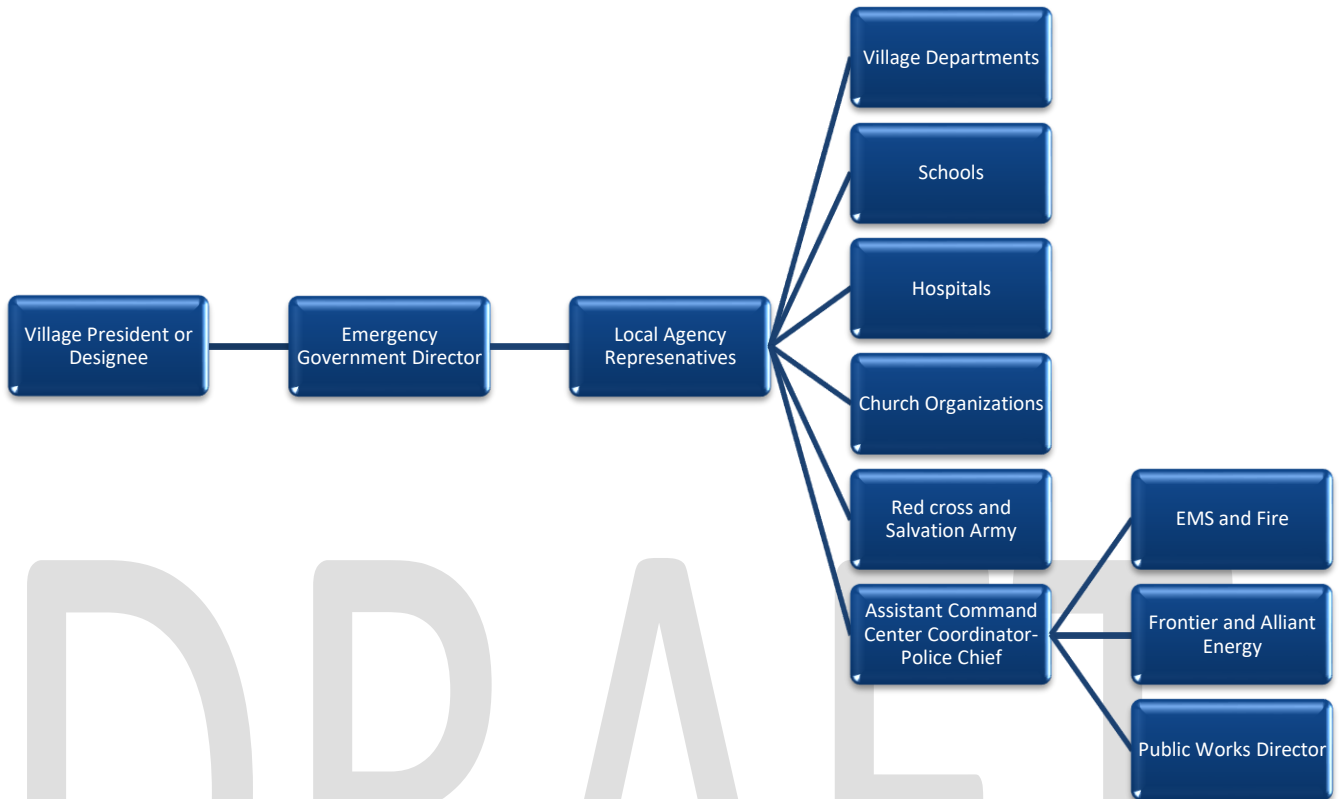 Village Departments
Schools
Hospitals
Village President or
Designee
Emergency
Government Director
Local Agency
Represenatives
Church Organizations
Red cross and
Salvation Army
EMS and Fire
Assistant Command
Center Coordinator-
Police Chief
Frontier and Alliant
Energy
Public Works Director
DRAFT